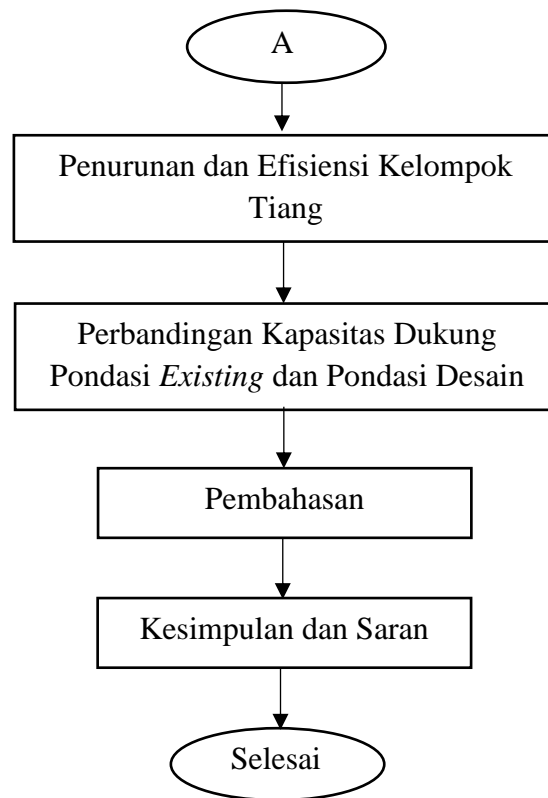 A
Penurunan dan Efisiensi Kelompok
Tiang
Perbandingan Kapasitas Dukung
Pondasi Existing dan Pondasi Desain
Pembahasan
Kesimpulan dan Saran
Selesai